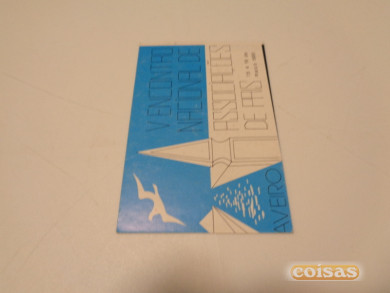 V ENCONTRO
NACIONAL DE
ASSOCIAÇÕES
DE PAIS
AVEIRO
coisas